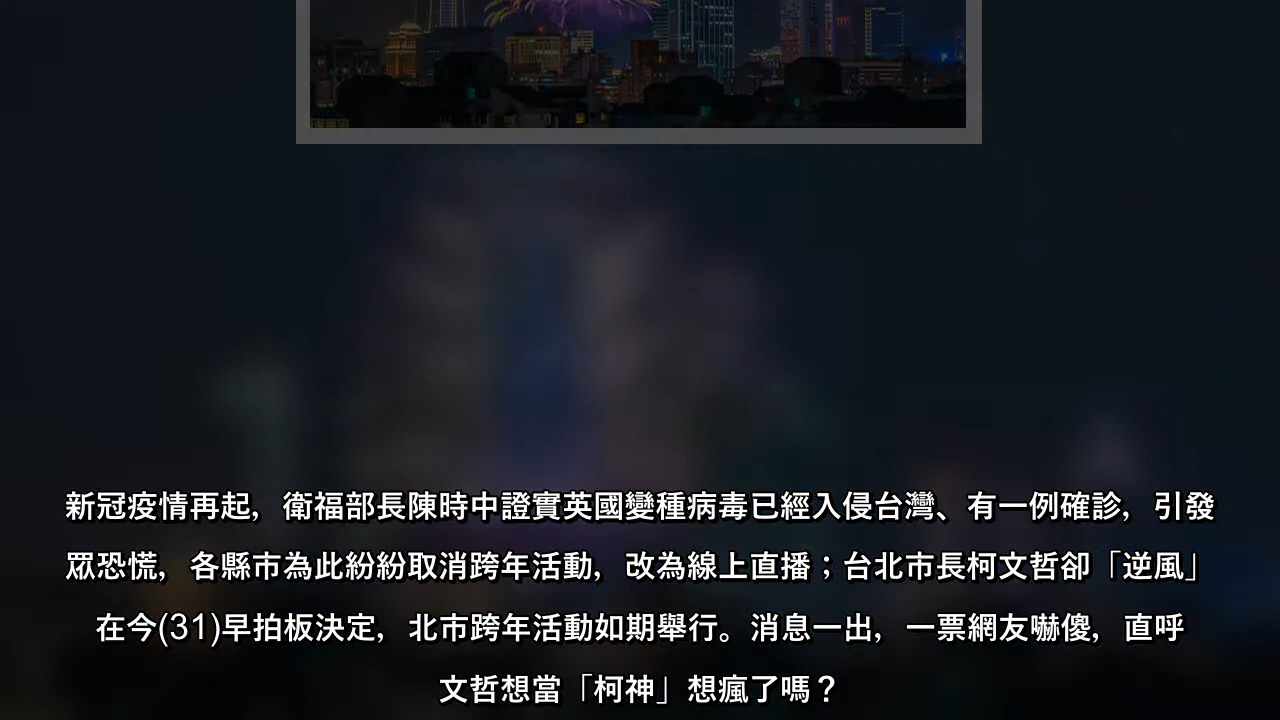 新冠疫情再起，衛福部長陳時中證實英國變種病毒已經入侵台灣、有一例確診，引發
眾恐慌，各縣市為此紛紛取消跨年活動，改為線上直播；台北市長柯文哲卻「逆風」
在今(31)早拍板決定，北市跨年活動如期舉行。消息一出，一票網友嚇傻，直呼
文哲想當「柯神」想瘋了嗎？